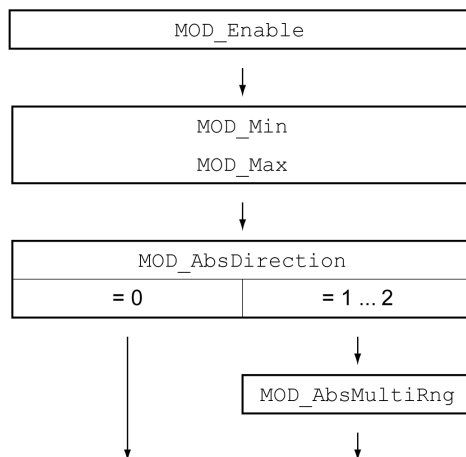 MOD_Enable
MOD_Min
MOD_Max
MOD_AbsDirection
= 0 = 1 ... 2
MOD_AbsMultiRng